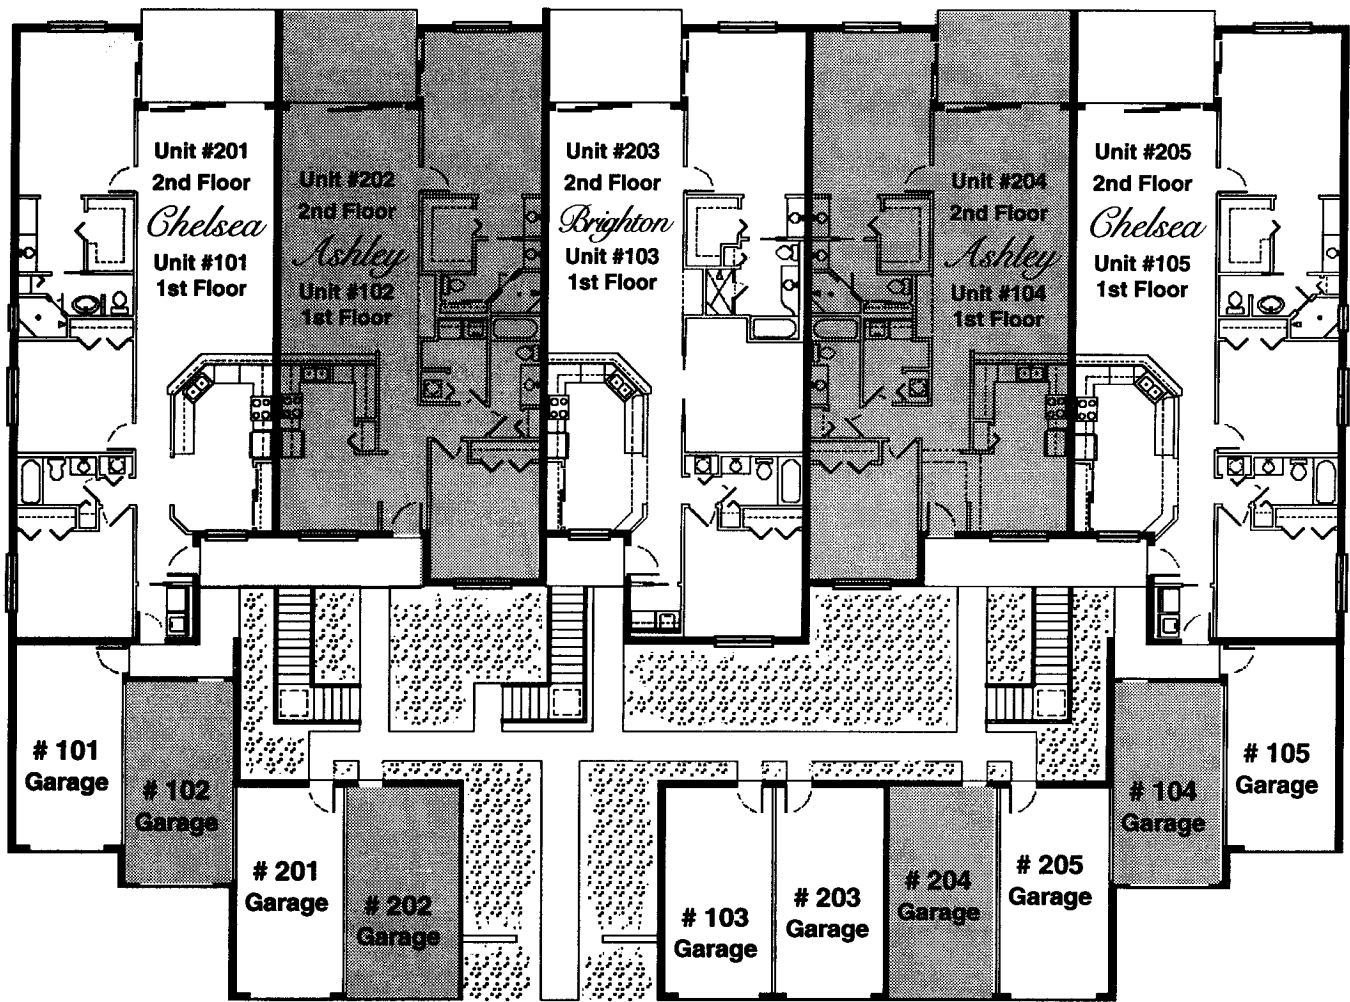 Unit #201
2nd Floor
Chelsea
Unit #101
1st Floor
Unit #202
2nd Floor
Ashley
Unit #102
1st Floor
Unit #203
2nd Floor
Brighton
Unit #103
1st Floor
Unit #204
2nd Floor
Ashley
Unit #104
1st Floor
Unit #205
2nd Floor
Chelsea
Unit #105
1st Floor
# 101
Garage
# 102
Garage
# 201
Garage
# 202
Garage
# 103
Garage
# 203
Garage
# 204
Garage
# 205
Garage
# 104
Garage
# 105
Garage